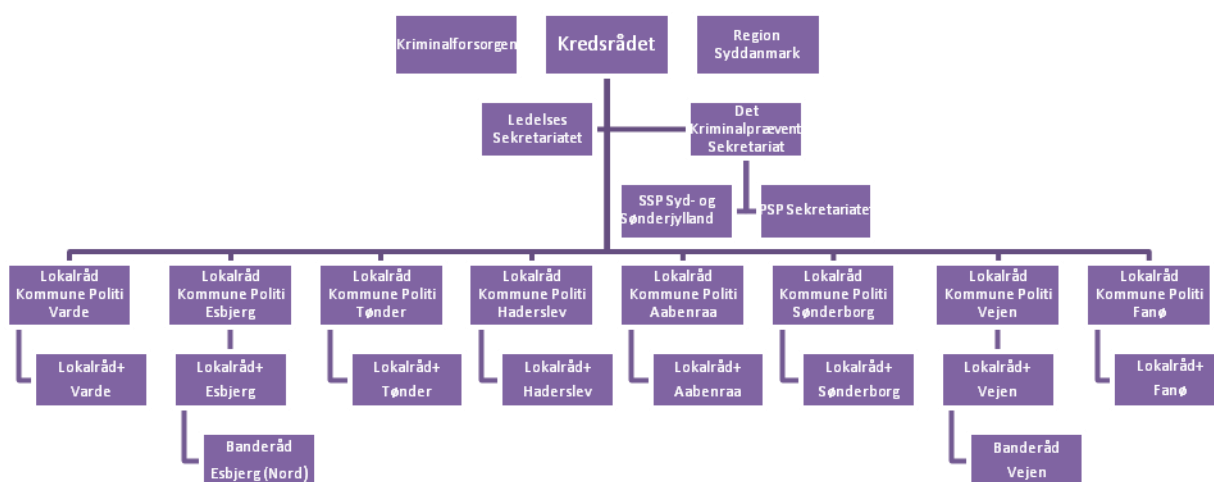 Kriminalforsorgen
Kredsrådet
Region
Syddanmark
Ledelses
Sekretariatet
Det
Kriminalprævent
Sekretariat
SSP Syd- og
Sønderjylland
PSP Sekretariatet
Lokalråd
Kommune Politi
Varde
Lokalråd
Kommune Politi
Esbjerg
Lokalråd
Kommune Politi
Tønder
Lokalråd
Kommune Politi
Haderslev
Lokalråd
Kommune Politi
Aabenraa
Lokalråd
Kommune Politi
Sønderborg
Lokalråd
Kommune Politi
Vejen
Lokalråd
Kommune Politi
Fanø
Lokalråd+
Varde
Lokalråd+
Esbjerg
Lokalråd+
Tønder
Lokalråd+
Haderslev
Lokalråd+
Aabenraa
Lokalråd+
Sønderborg
Lokalråd+
Vejen
Lokalråd+
Fanø
Banderåd
Esbjerg (Nord)
Banderåd
Vejen